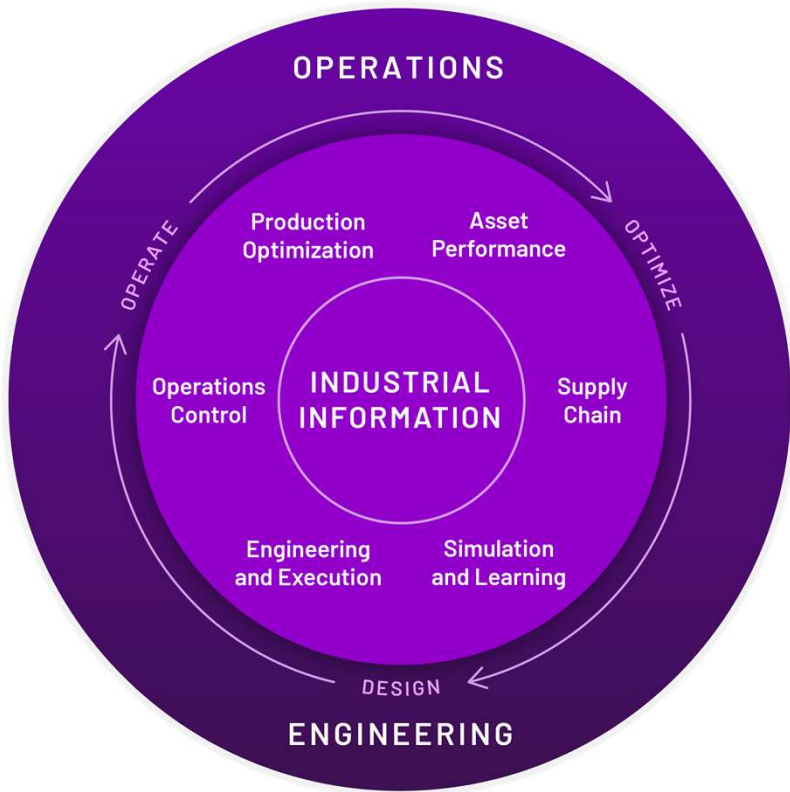 OPERATIONS
OPERATE
OPTIMIZE
Production
Optimization
Asset
Performance
Operations
Control
INDUSTRIAL
INFORMATION
Supply
Chain
Engineering
and Execution
Simulation
and Learning
DESIGN
ENGINEERING